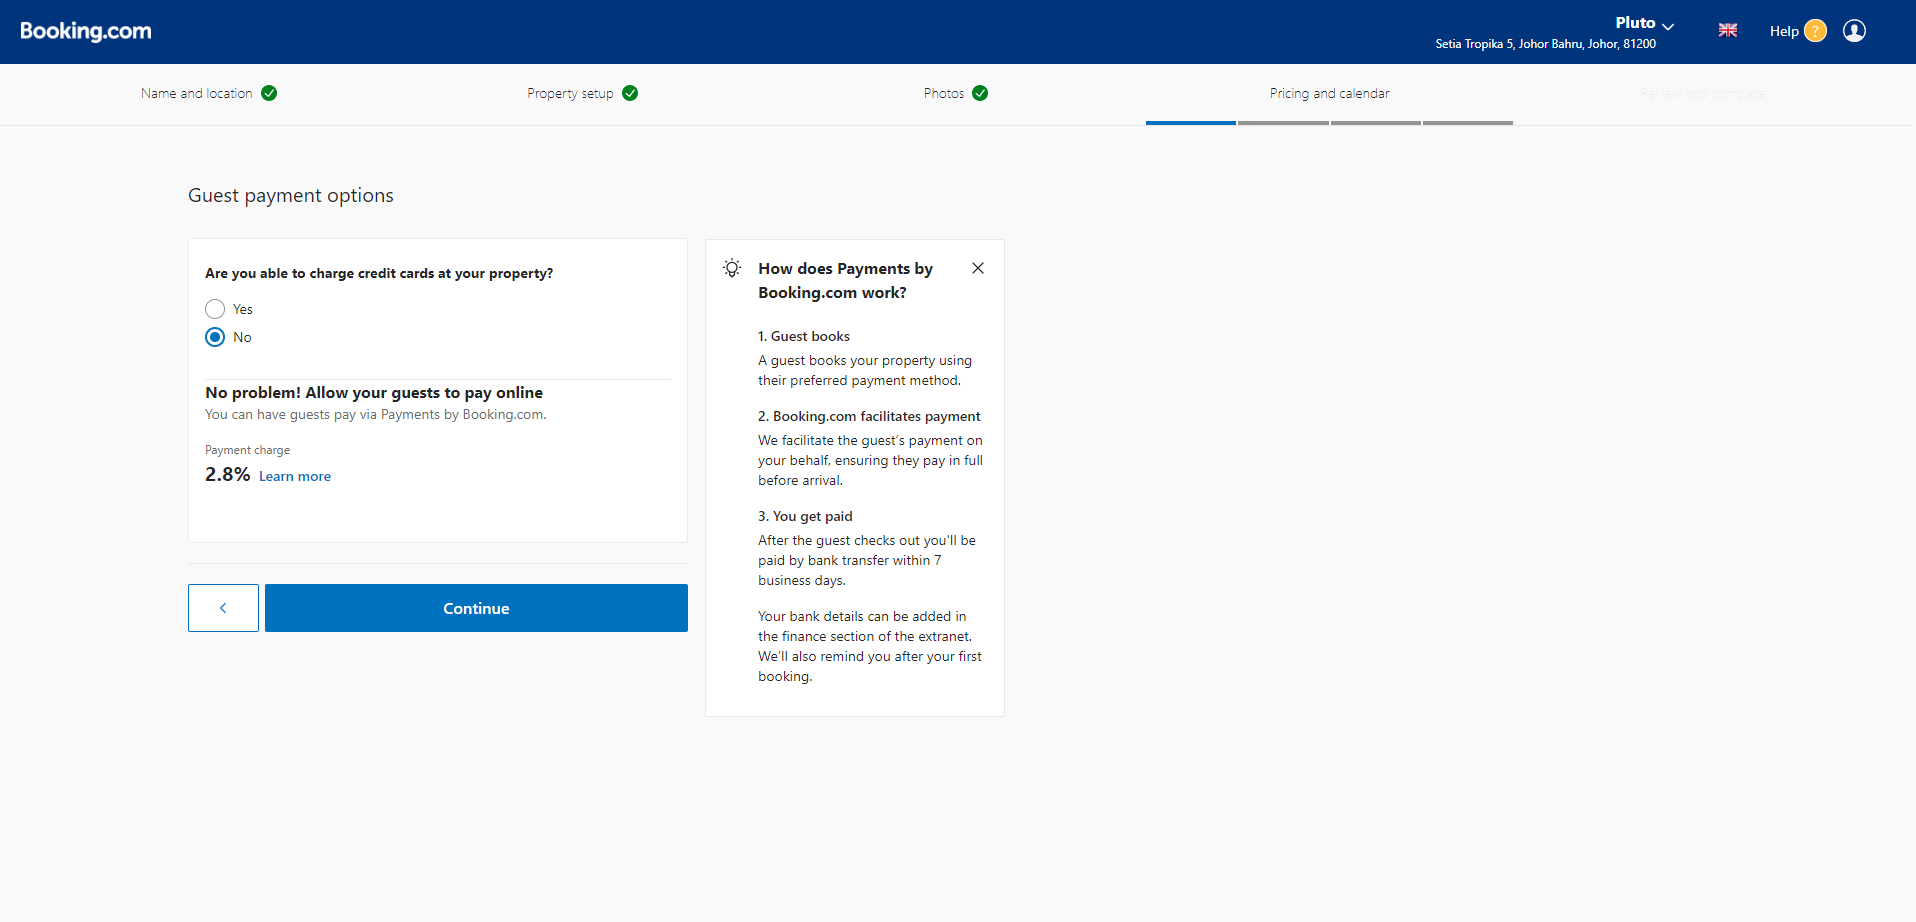 Booking.com
Pluto
Setia Tropika 5, Johor Bahru, Johor, 81200
Help ?
Name and location
Property setup
Photos
Pricing and calendar
Review and complete
Guest payment options
Are you able to charge credit cards at your property?
Yes
No
No problem! Allow your guests to pay online
You can have guests pay via Payments by Booking.com.
Payment charge
2.8% Learn more
Continue
How does Payments by
Booking.com work?
1. Guest books
A guest books your property using
their preferred payment method.
2. Booking.com facilitates payment
We facilitate the guest's payment on
your behalf, ensuring they pay in full
before arrival.
3. You get paid
After the guest checks out you'll be
paid by bank transfer within 7
business days.
Your bank details can be added in
the finance section of the extranet.
We'll also remind you after your first
booking.